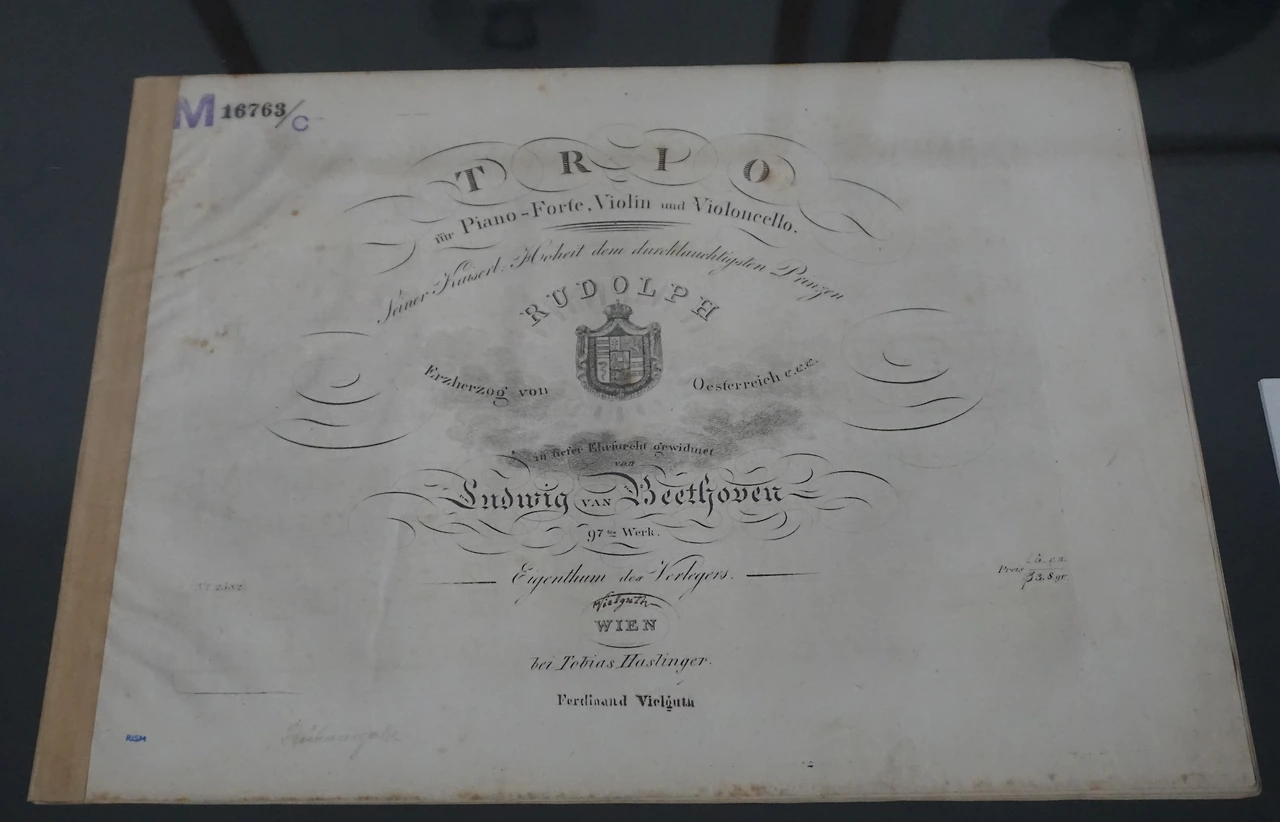 M 16763/C
TRIO
für Piano-Forte, Violin und Violoncello.
Seiner Kaiserl: Hoheit dem durchlauchtigsten Prinzen
RUDOLPH
Erzherzog von Oesterreich e.e.e.
in tiefer Ehrfurcht gewidmet
von
Ludwig VAN Beethoven
97tes Werk.
Eigenthum des Verlegers.
Preis
Vielguth
WIEN
bei Tobias Haslinger.
Ferdinand Vielguth
RISM